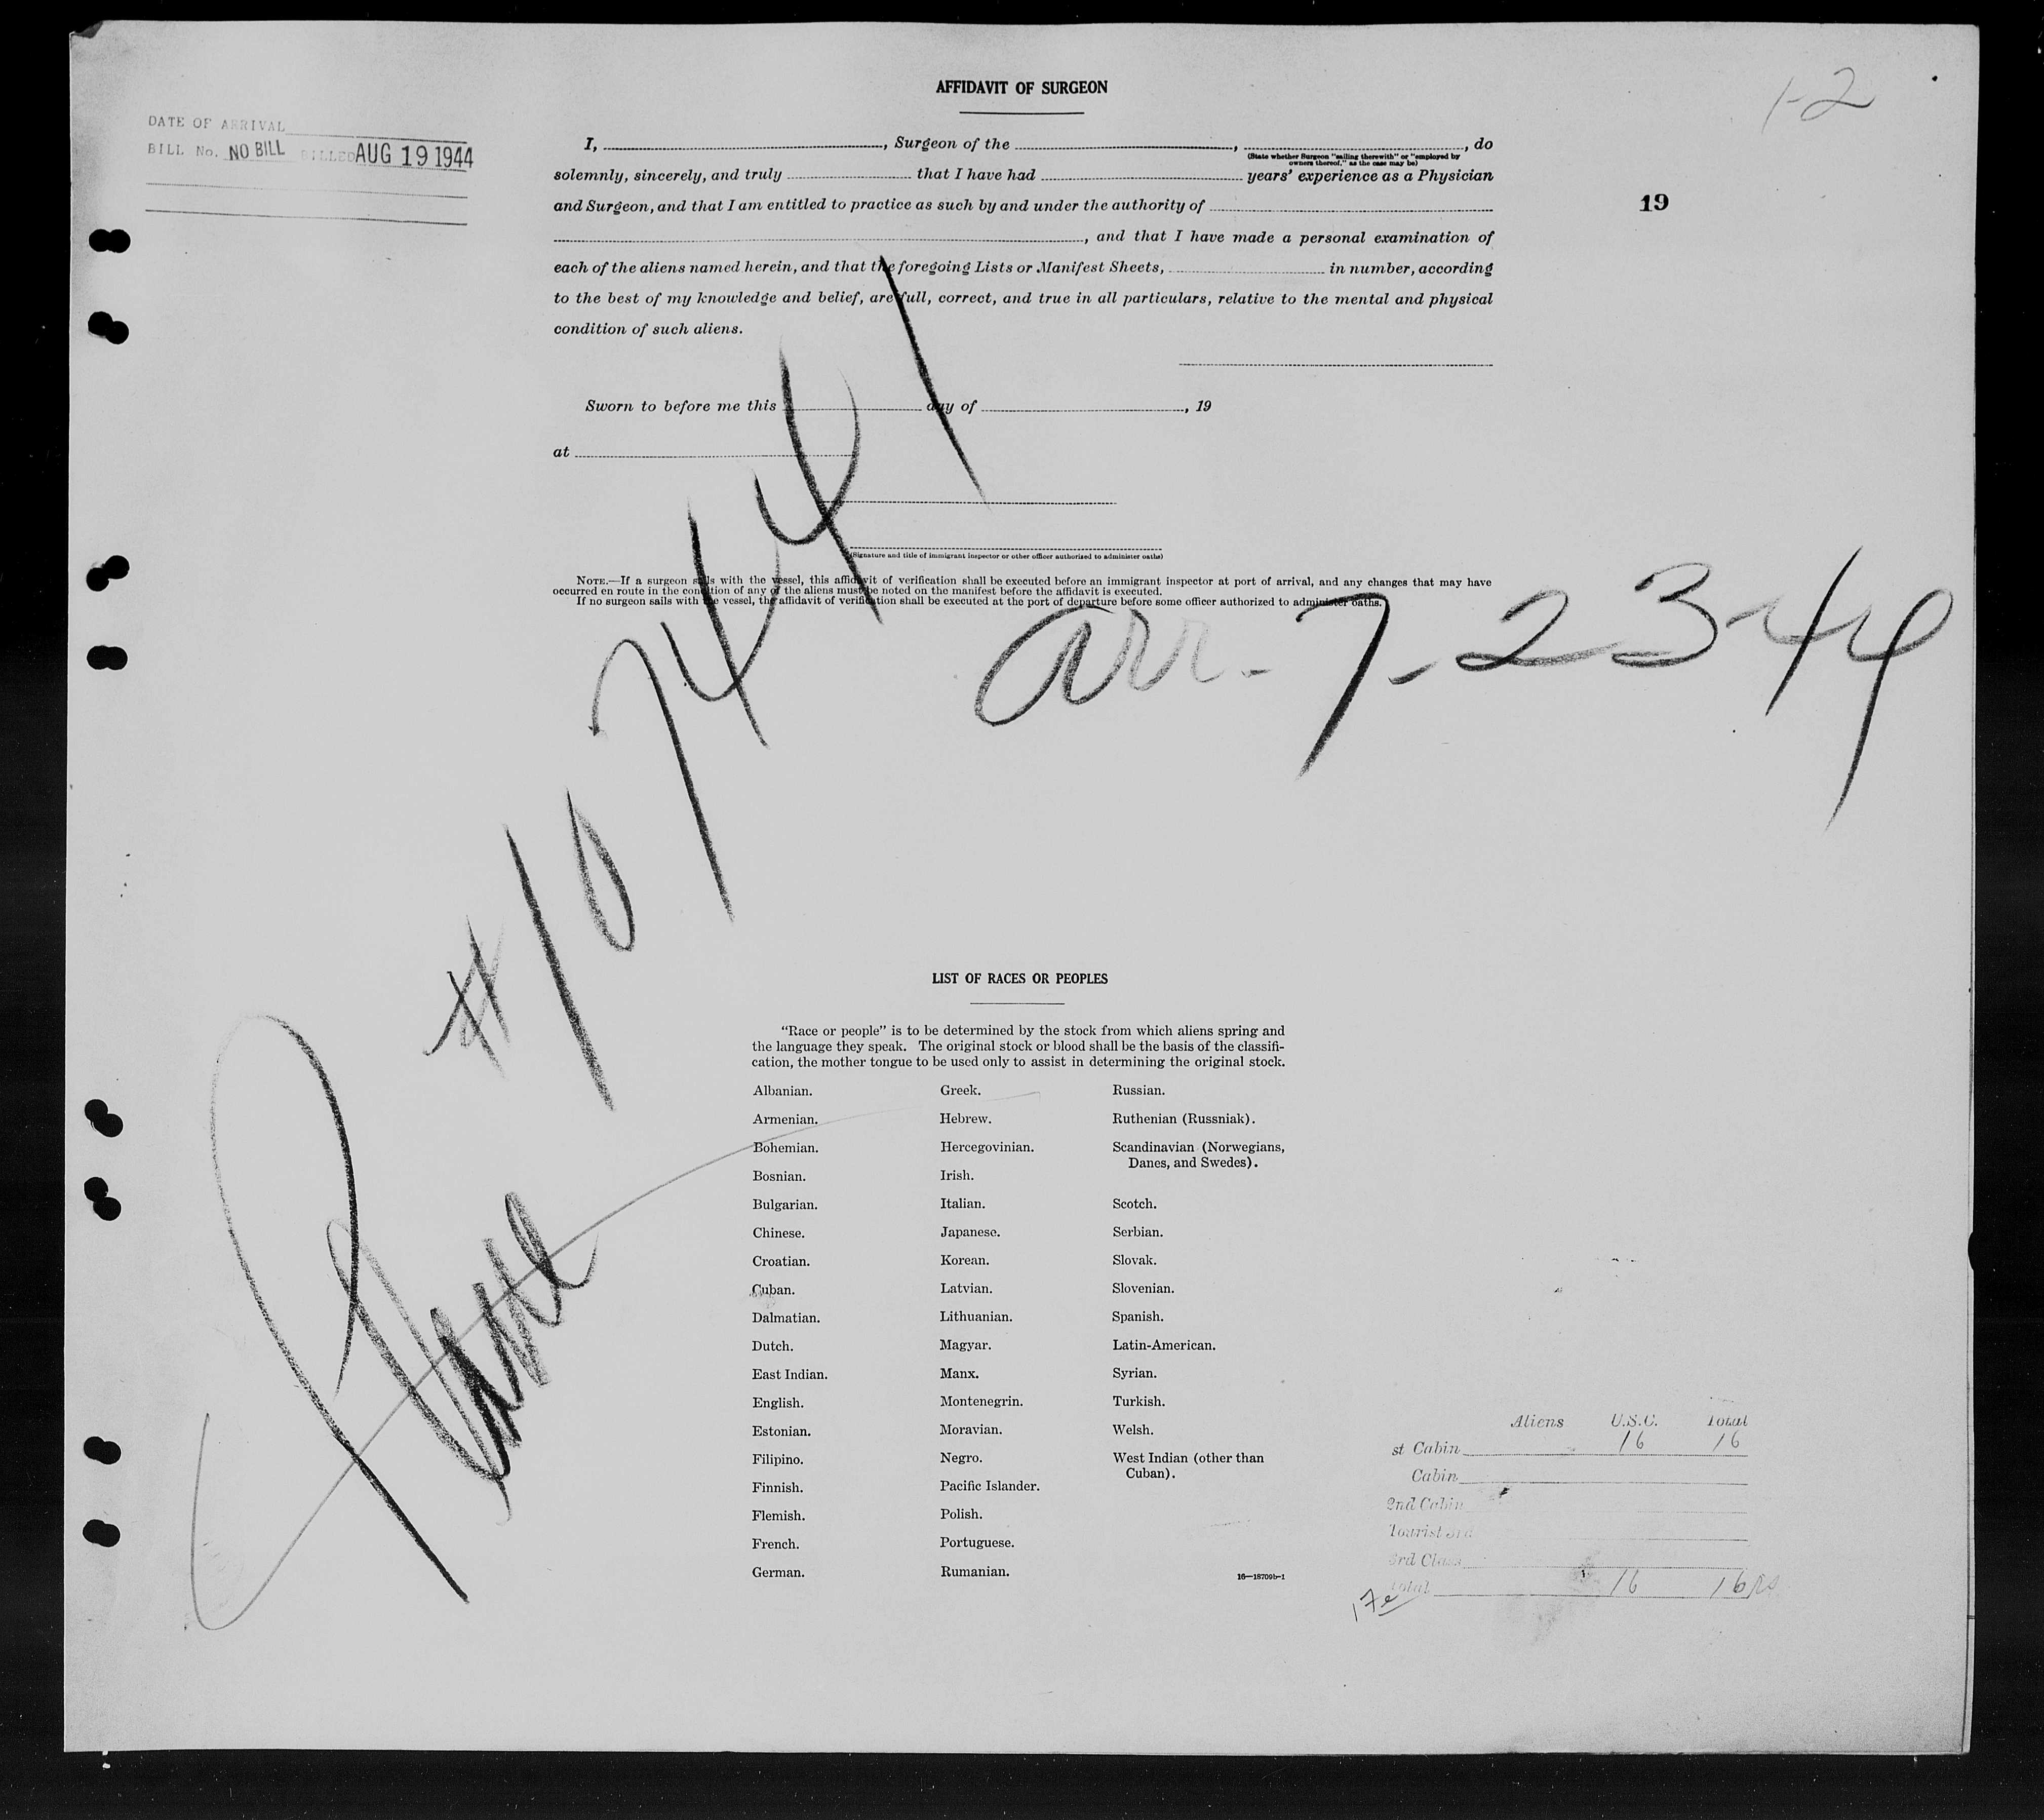 AFFIDAVIT OF SURGEON
1-2
DATE OF ARRIVAL
BILL No. NO BILL BILLED AUG 19 1944
I, , Surgeon of the , , do
(State whether Surgeon "sailing therewith" or "employed by
owners thereof," as the case may be)
solemnly, sincerely, and truly that I have had years' experience as a Physician
and Surgeon, and that I am entitled to practice as such by and under the authority of
19
, and that I have made a personal examination of
each of the aliens named herein, and that the foregoing Lists or Manifest Sheets, in number, according
to the best of my knowledge and belief, are full, correct, and true in all particulars, relative to the mental and physical
condition of such aliens.
Sworn to before me this day of , 19
at
(Signature and title of immigrant inspector or other officer authorized to administer oaths)
NOTE.—If a surgeon sails with the vessel, this affidavit of verification shall be executed before an immigrant inspector at port of arrival, and any changes that may have
occurred en route in the condition of any of the aliens must be noted on the manifest before the affidavit is executed.
If no surgeon sails with the vessel, the affidavit of verification shall be executed at the port of departure before some officer authorized to administer oaths.
arr- 7-23-44
Plane #107441
LIST OF RACES OR PEOPLES
"Race or people" is to be determined by the stock from which aliens spring and
the language they speak. The original stock or blood shall be the basis of the classifi-
cation, the mother tongue to be used only to assist in determining the original stock.
Albanian.
Armenian.
Bohemian.
Bosnian.
Bulgarian.
Chinese.
Croatian.
Cuban.
Dalmatian.
Dutch.
East Indian.
English.
Estonian.
Filipino.
Finnish.
Flemish.
French.
German.
Greek.
Hebrew.
Hercegovinian.
Irish.
Italian.
Japanese.
Korean.
Latvian.
Lithuanian.
Magyar.
Manx.
Montenegrin.
Moravian.
Negro.
Pacific Islander.
Polish.
Portuguese.
Rumanian.
Russian.
Ruthenian (Russniak).
Scandinavian (Norwegians,
Danes, and Swedes).
Scotch.
Serbian.
Slovak.
Slovenian.
Spanish.
Latin-American.
Syrian.
Turkish.
Welsh.
West Indian (other than
Cuban).
16—18709b-1
Aliens U.S.C. Total
st Cabin 16 16
Cabin
2nd Cabin
Tourist 3rd
3rd Class
Total 16 16
17e